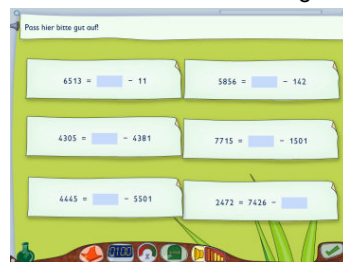 Pass hier bitte gut auf!
6513 = - 11
5856 = - 142
4305 = - 4381
7715 = - 1501
4445 = - 5501
2472 = 7426 -